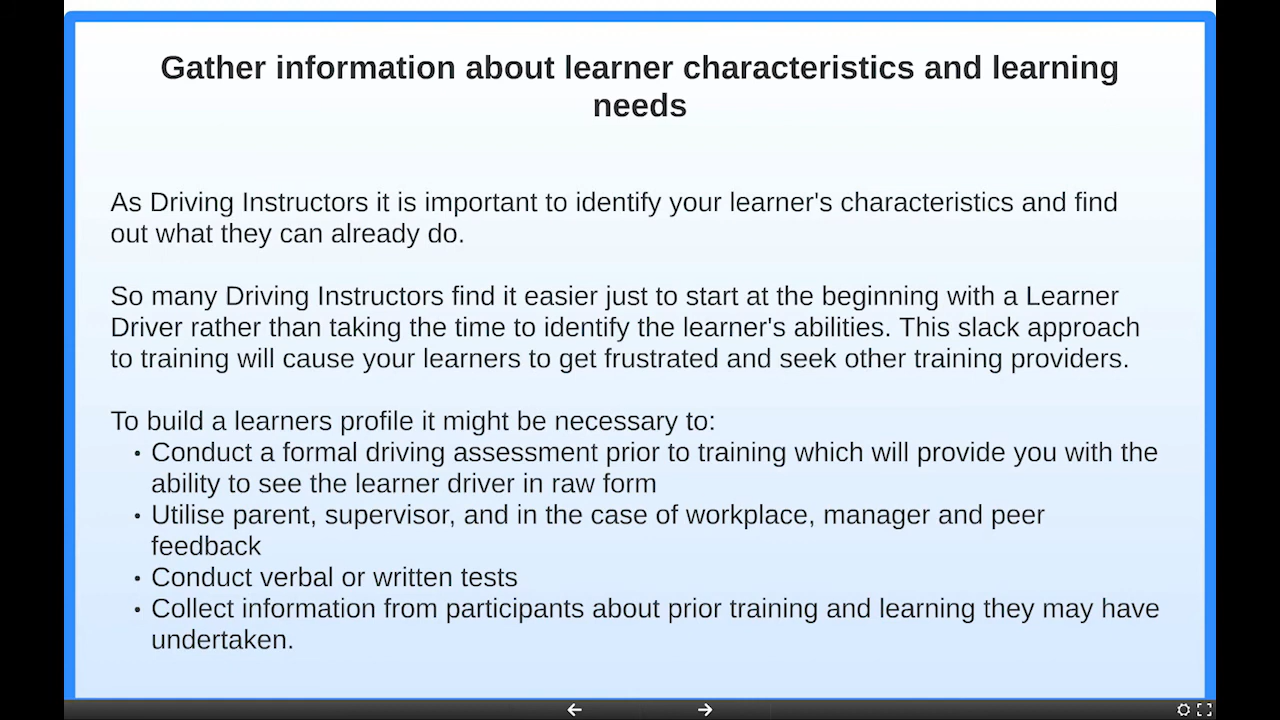 Gather information about learner characteristics and learning
needs
As Driving Instructors it is important to identify your learner's characteristics and find
out what they can already do.
So many Driving Instructors find it easier just to start at the beginning with a Learner
Driver rather than taking the time to identify the learner's abilities. This slack approach
to training will cause your learners to get frustrated and seek other training providers.
To build a learners profile it might be necessary to:
• Conduct a formal driving assessment prior to training which will provide you with the
ability to see the learner driver in raw form
• Utilise parent, supervisor, and in the case of workplace, manager and peer
feedback
• Conduct verbal or written tests
• Collect information from participants about prior training and learning they may have
undertaken.